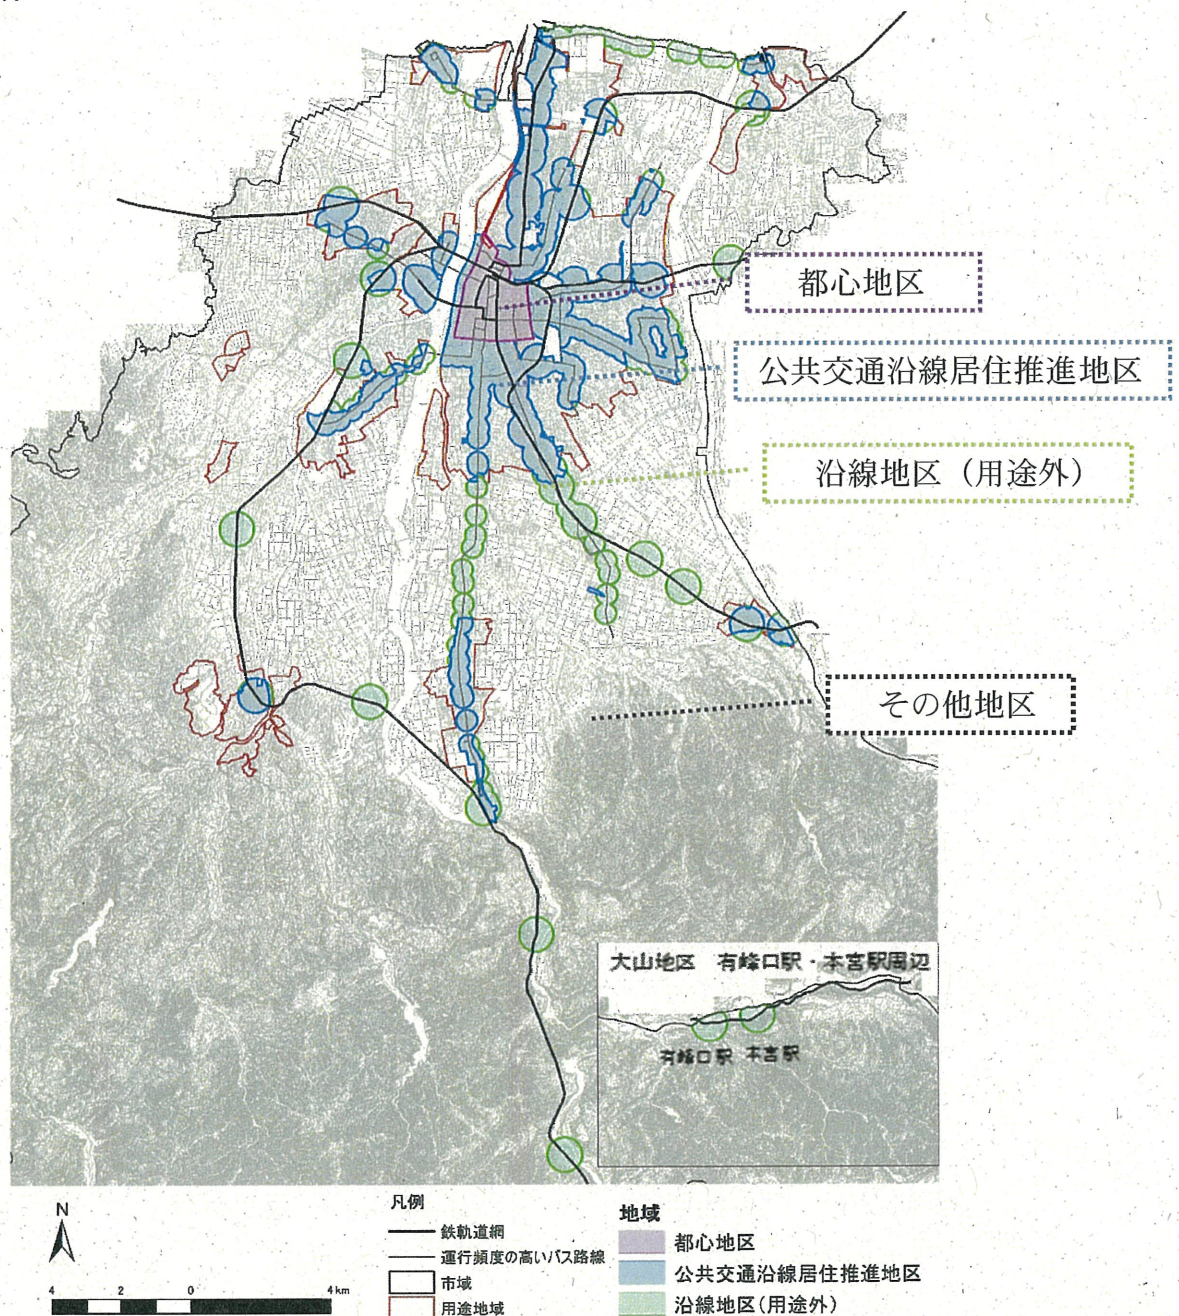 都心地区
公共交通沿線居住推進地区
沿線地区（用途外）
その他地区
大山地区 有峰口駅・本宮駅周辺
有峰口駅 本宮駅
N
4 2 0 4km
凡例
鉄軌道網
運行頻度の高いバス路線
市域
用途地域
地域
都心地区
公共交通沿線居住推進地区
沿線地区(用途外)